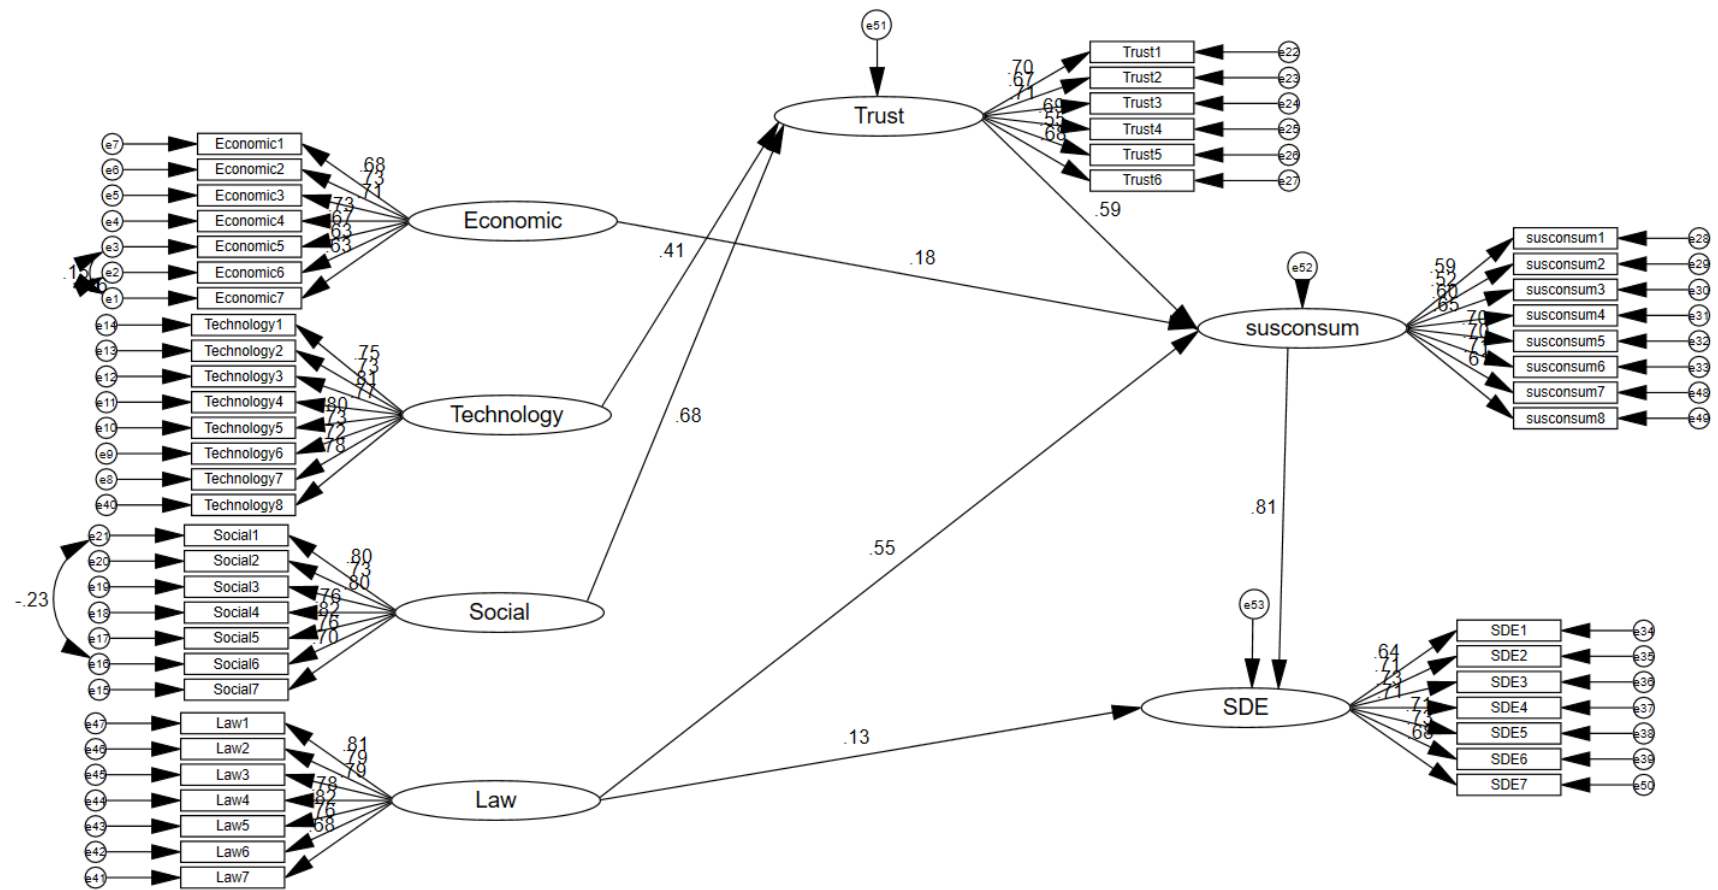 e51
Trust
Trust1
e22
Trust2
e23
Trust3
e24
Trust4
e25
Trust5
e26
Trust6
e27
.70
.67
.71
.69
.55
.68
e7
Economic1
e6
Economic2
e5
Economic3
e4
Economic4
e3
Economic5
e2
Economic6
e1
Economic7
.68
.73
.71
.73
.67
.63
.63
Economic
.41
.18
.59
e14
Technology1
e13
Technology2
e12
Technology3
e11
Technology4
e10
Technology5
e9
Technology6
e8
Technology7
e40
Technology8
.75
.73
.81
.77
.80
.73
.72
.78
Technology
.68
e52
susconsum
susconsum1
e28
susconsum2
e29
susconsum3
e30
susconsum4
e31
susconsum5
e32
susconsum6
e33
susconsum7
e48
susconsum8
e49
.59
.52
.60
.65
.70
.70
.71
.81
-.23
e21
Social1
e20
Social2
e19
Social3
e18
Social4
e17
Social5
e16
Social6
e15
Social7
.80
.73
.80
.76
.82
.76
.70
Social
.55
e53
SDE
SDE1
e34
SDE2
e35
SDE3
e36
SDE4
e37
SDE5
e38
SDE6
e39
SDE7
e50
.64
.71
.73
.71
.71
.73
.68
e47
Law1
e46
Law2
e45
Law3
e44
Law4
e43
Law5
e42
Law6
e41
Law7
.81
.79
.79
.78
.82
.76
.68
Law
.13